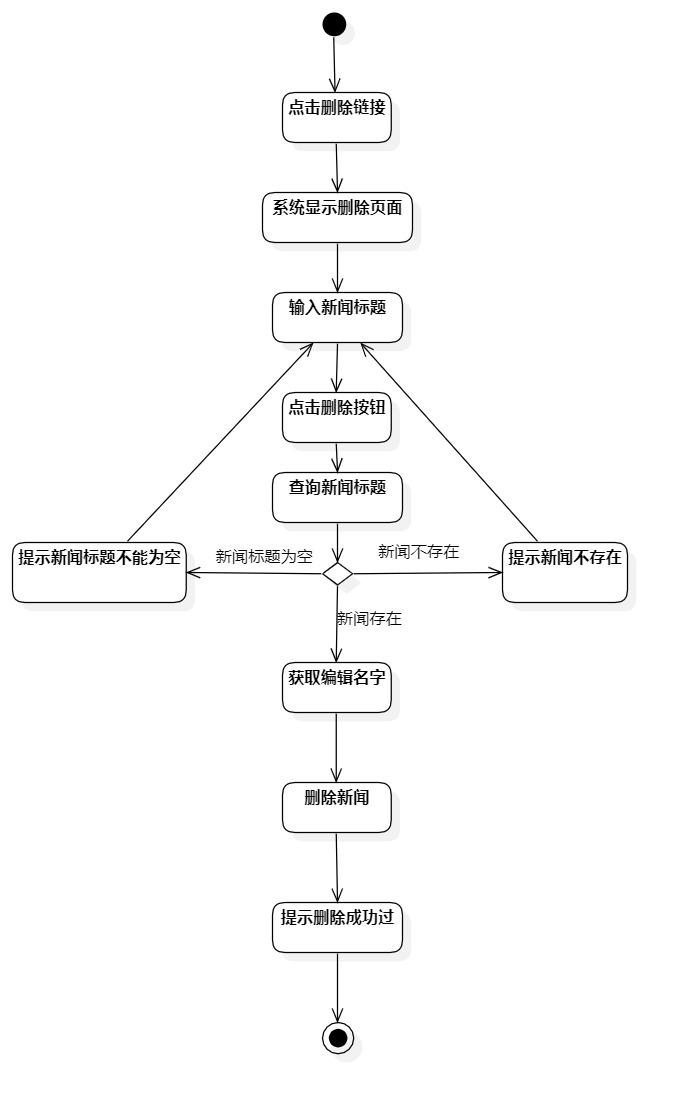 点击删除链接
系统显示删除页面
输入新闻标题
点击删除按钮
查询新闻标题
提示新闻标题不能为空
新闻标题为空
新闻不存在
提示新闻不存在
新闻存在
获取编辑名字
删除新闻
提示删除成功过